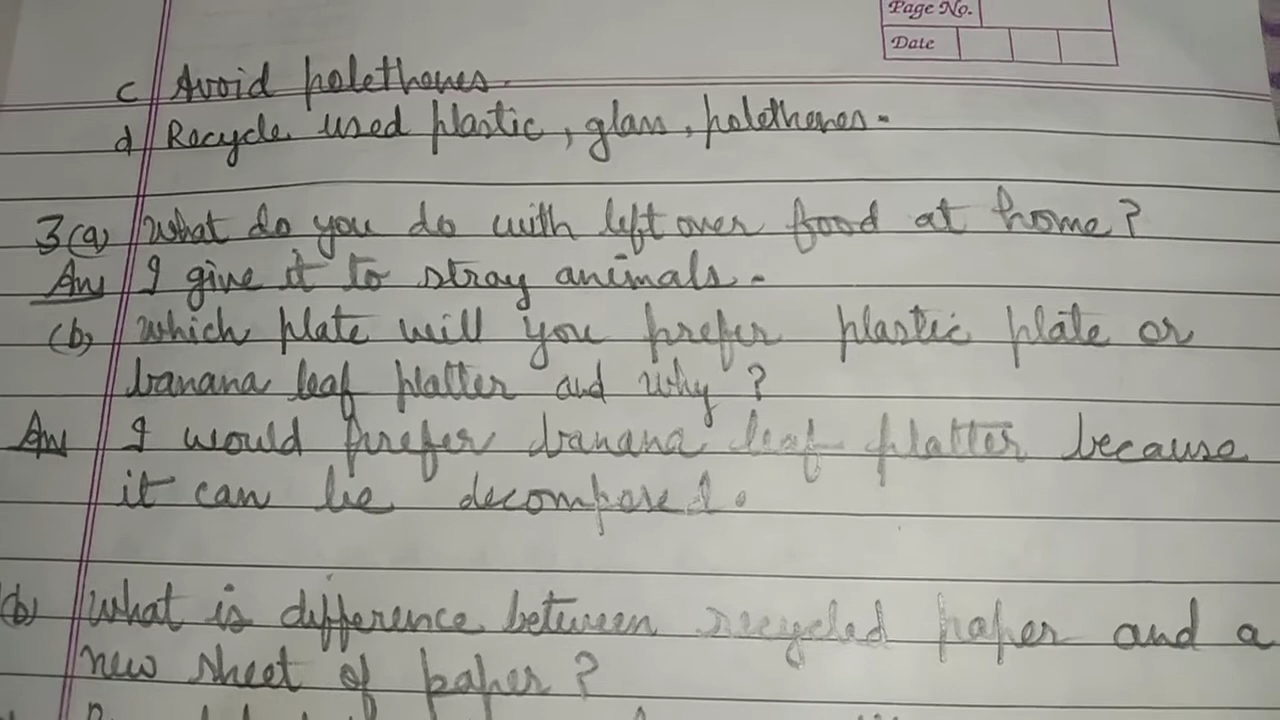 Page No.
Date
c Avoid polethenes.
d Recycle used plastic, glass, polethenes.
3(a) What do you do with left over food at home?
Ans I give it to stray animals.
(b) which plate will you prefer plastic plate or
banana leaf platter and why?
Ans I would prefer banana leaf platter because
it can be decomposed.
(b) What is difference between recycled paper and a
new sheet of paper?